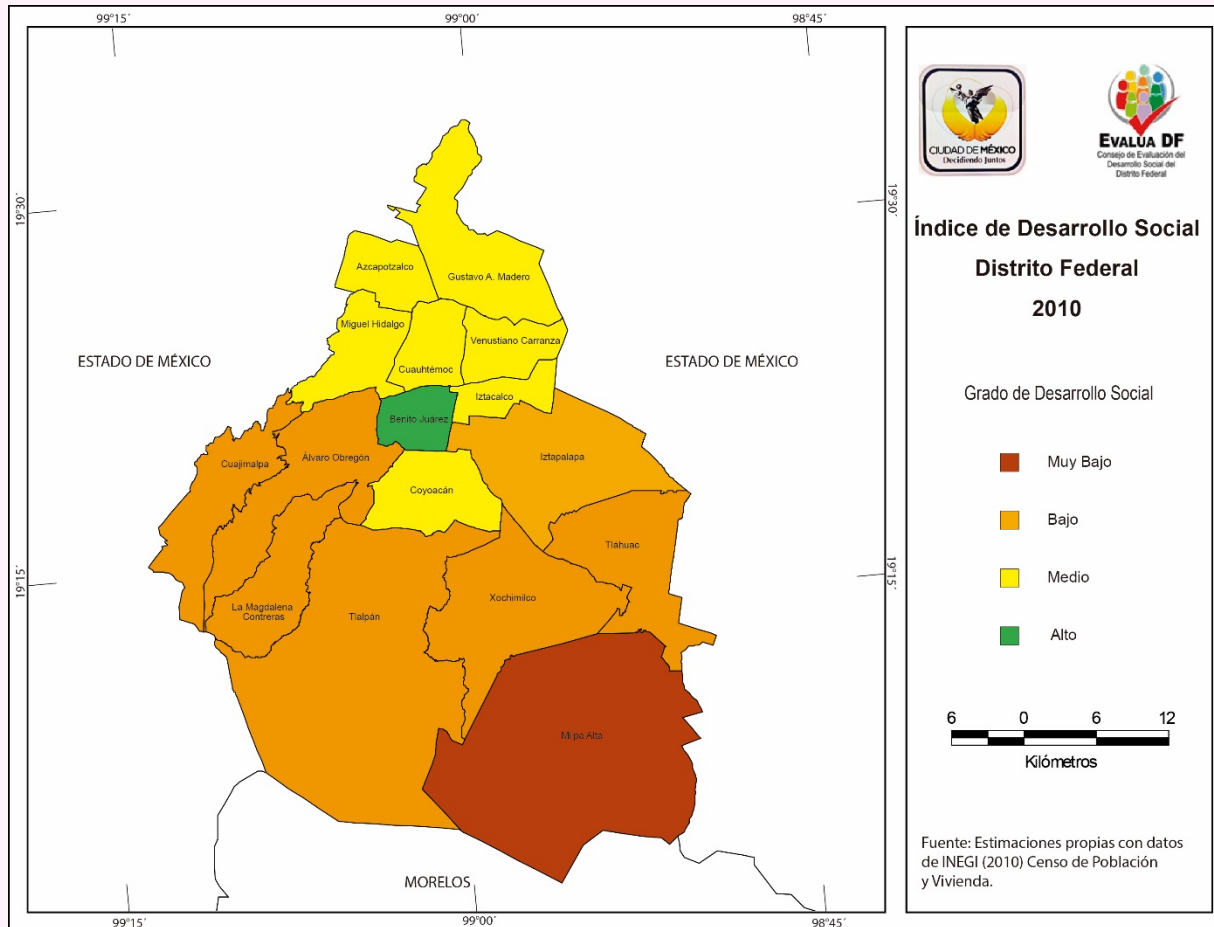 99°15´
99°00´
98°45´
19°30´
19°30´
Azcapotzalco
Gustavo A. Madero
Miguel Hidalgo
Venustiano Carranza
ESTADO DE MÉXICO
ESTADO DE MÉXICO
Cuauhtémoc
Iztacalco
Benito Juárez
Cuajimalpa
Álvaro Obregón
Iztapalapa
Coyoacán
Tláhuac
19°15´
19°15´
La Magdalena
Contreras
Tlalpán
Xochimilco
Milpa Alta
MORELOS
99°15´
99°00´
98°45´
CIUDAD DE MÉXICO
Decidiendo Juntos
EVALUA DF
Consejo de Evaluación del
Desarrollo Social del
Distrito Federal
Índice de Desarrollo Social
Distrito Federal
2010
Grado de Desarrollo Social
Muy Bajo
Bajo
Medio
Alto
6 0 6 12
Kilómetros
Fuente: Estimaciones propias con datos
de INEGI (2010) Censo de Población
y Vivienda.